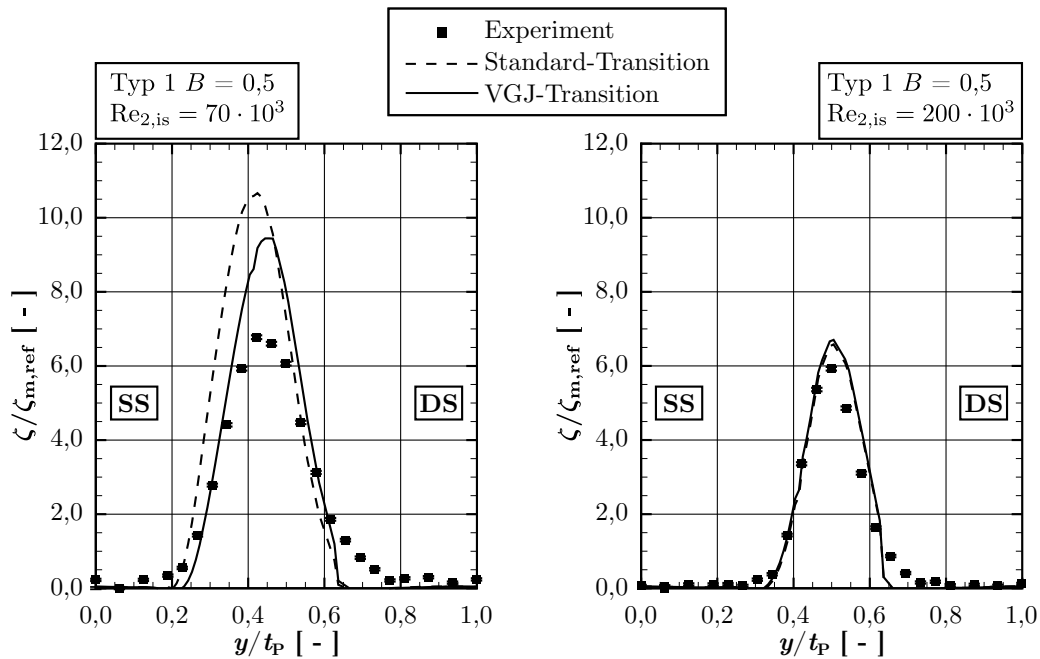 Experiment
Standard-Transition
VGJ-Transition
Typ 1 B = 0,5
Re2,is = 70 · 10³
Typ 1 B = 0,5
Re2,is = 200 · 10³
12,0
10,0
8,0
6,0
4,0
2,0
0,0
ζ/ζm,ref [ - ]
SS
DS
0,0 0,2 0,4 0,6 0,8 1,0
y/tP [ - ]
12,0
10,0
8,0
6,0
4,0
2,0
0,0
ζ/ζm,ref [ - ]
SS
DS
0,0 0,2 0,4 0,6 0,8 1,0
y/tP [ - ]